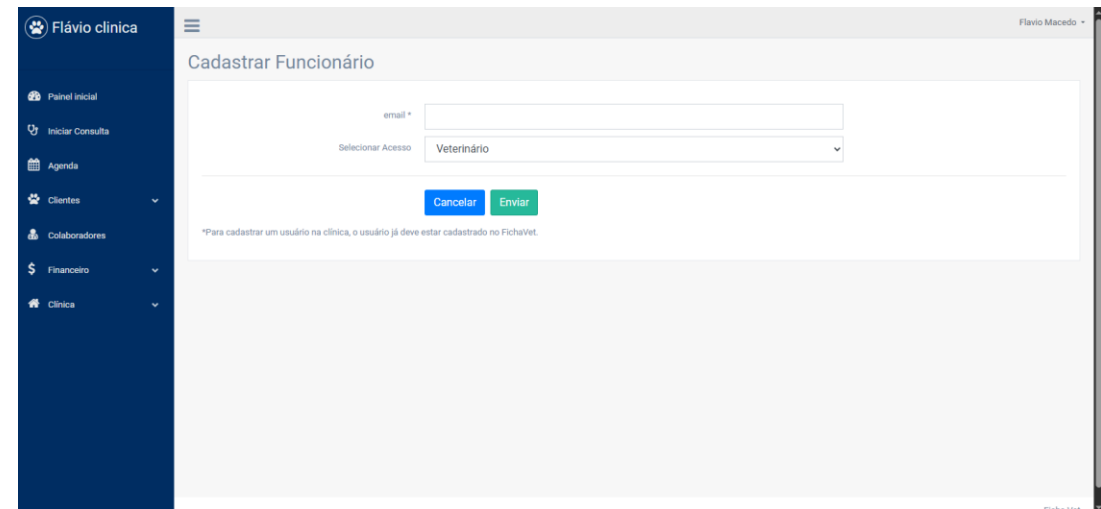 Flávio clinica
Flavio Macedo
Cadastrar Funcionário
Painel inicial
Iniciar Consulta
Agenda
Clientes
Colaboradores
Financeiro
Clínica
email *
Selecionar Acesso
Veterinário
Cancelar
Enviar
*Para cadastrar um usuário na clínica, o usuário já deve estar cadastrado no FichaVet.